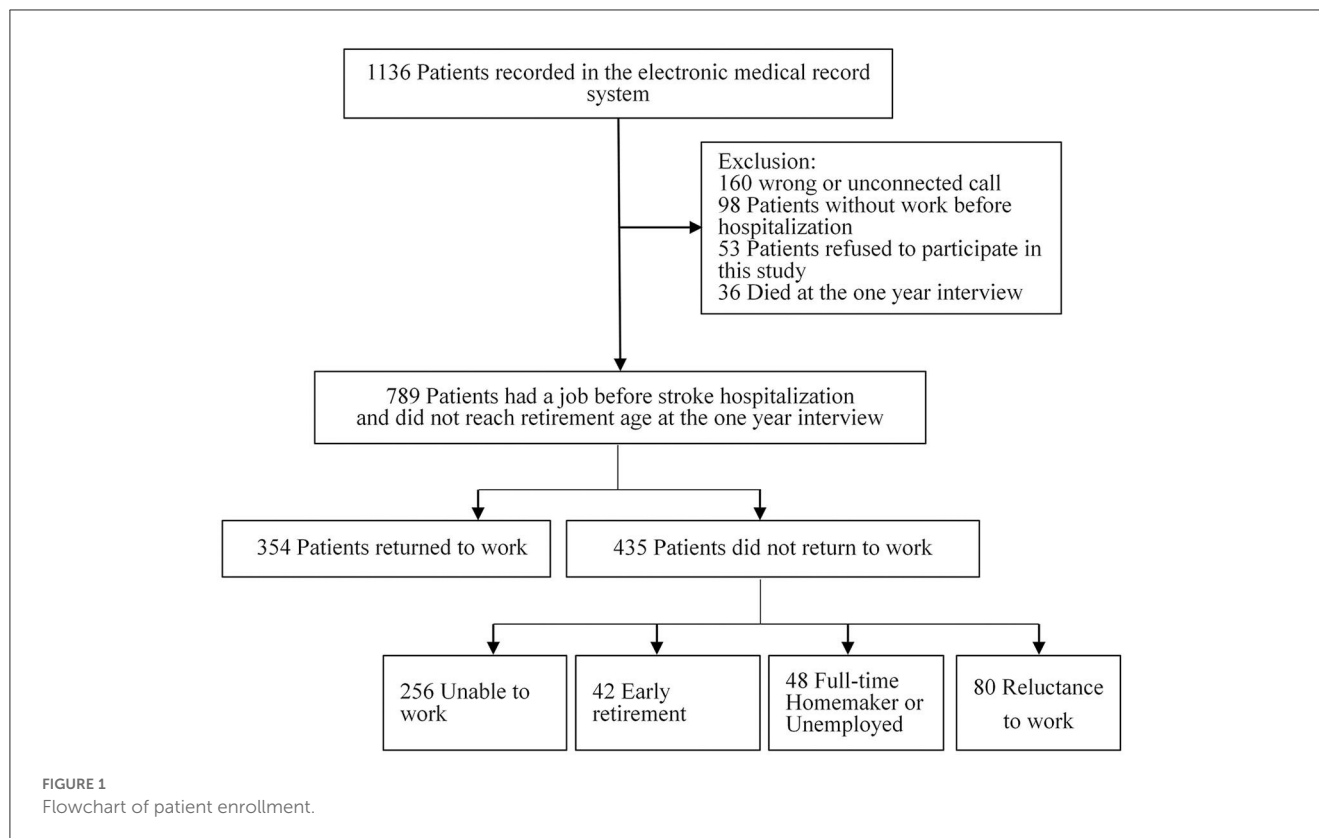 1136 Patients recorded in the electronic medical record
system
Exclusion:
160 wrong or unconnected call
98 Patients without work before
hospitalization
53 Patients refused to participate in
this study
36 Died at the one year interview
789 Patients had a job before stroke hospitalization
and did not reach retirement age at the one year interview
354 Patients returned to work
435 Patients did not return to work
256 Unable to
work
42 Early
retirement
48 Full-time
Homemaker or
Unemployed
80 Reluctance
to work
FIGURE 1
Flowchart of patient enrollment.